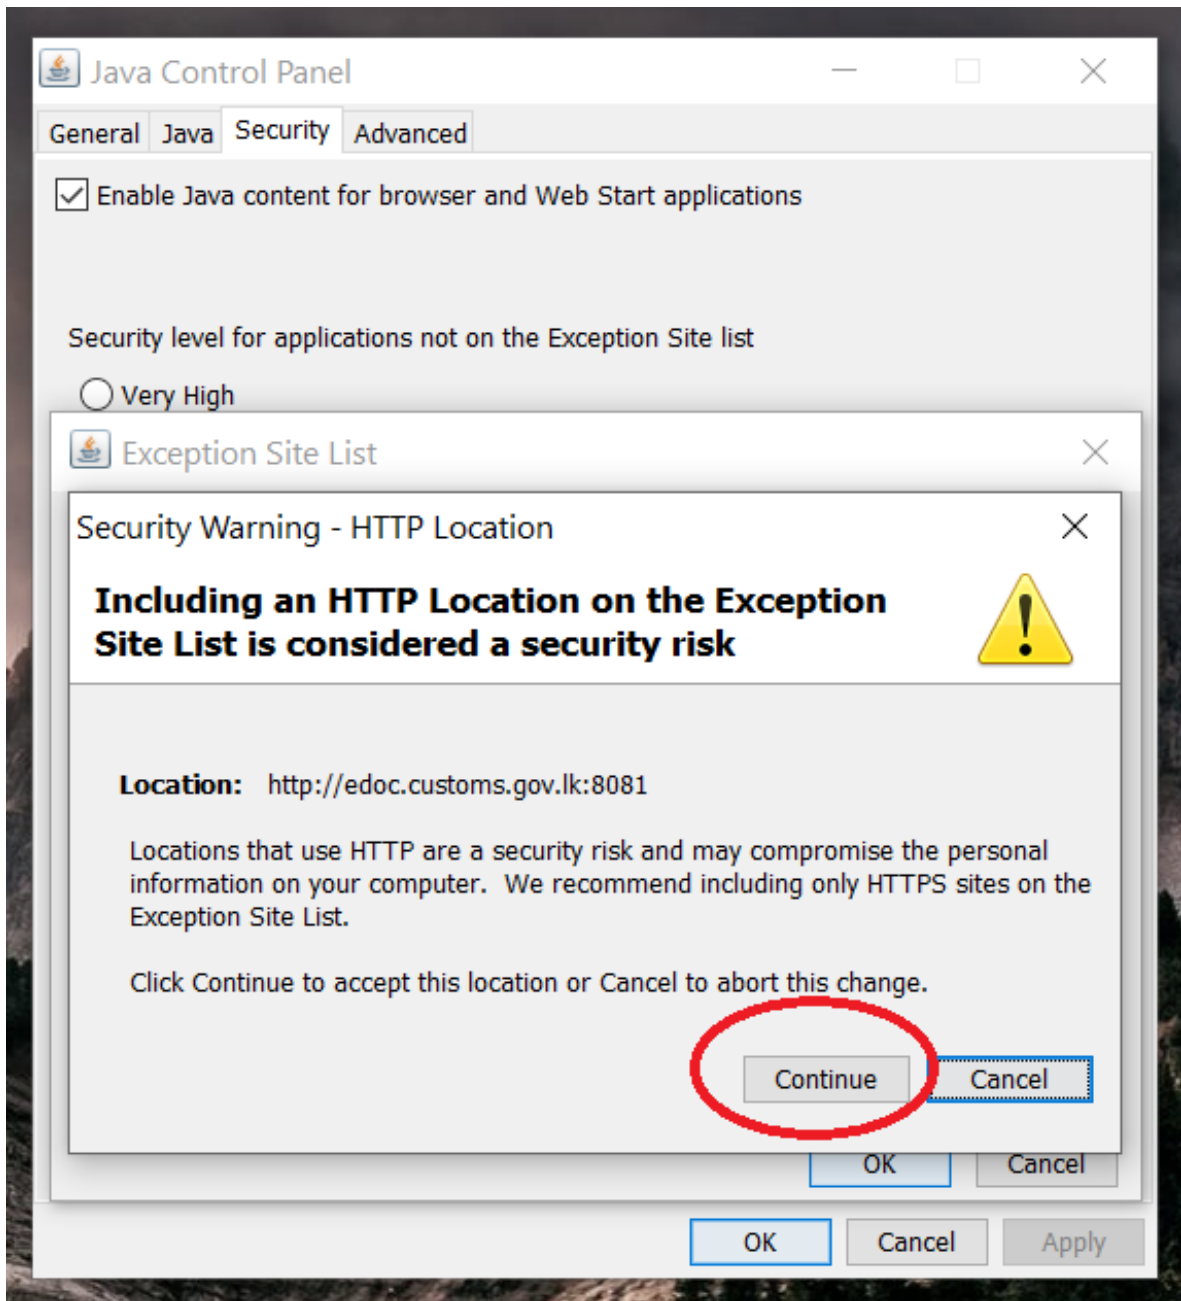 Java Control Panel
General Java Security Advanced
Enable Java content for browser and Web Start applications
Security level for applications not on the Exception Site list
Very High
Exception Site List
Security Warning - HTTP Location
Including an HTTP Location on the Exception
Site List is considered a security risk
Location: http://edoc.customs.gov.lk:8081
Locations that use HTTP are a security risk and may compromise the personal
information on your computer. We recommend including only HTTPS sites on the
Exception Site List.
Click Continue to accept this location or Cancel to abort this change.
Continue Cancel
OK Cancel
OK Cancel Apply